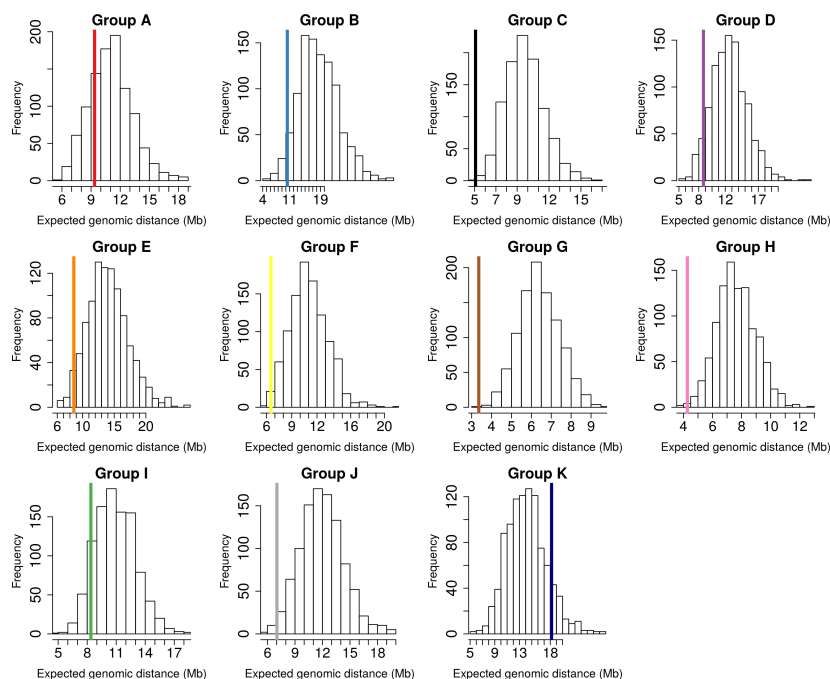 Group A
Group B
Group C
Group D
Frequency
0 50 100 200
6 9 12 15 18
Expected genomic distance (Mb)
Frequency
0 50 100 150
4 11 19
Expected genomic distance (Mb)
Frequency
0 50 150
5 7 9 12 15
Expected genomic distance (Mb)
Frequency
0 50 100 150
5 8 12 17
Expected genomic distance (Mb)
Group E
Group F
Group G
Group H
Frequency
0 40 80 120
6 10 15 20
Expected genomic distance (Mb)
Frequency
0 50 100 150
6 9 12 16 20
Expected genomic distance (Mb)
Frequency
0 50 100 200
3 4 5 6 7 8 9
Expected genomic distance (Mb)
Frequency
0 50 100 150
4 6 8 10 12
Expected genomic distance (Mb)
Group I
Group J
Group K
Frequency
0 50 100 150
5 8 11 14 17
Expected genomic distance (Mb)
Frequency
0 50 100 150
6 9 12 15 18
Expected genomic distance (Mb)
Frequency
0 40 80 120
5 9 13 18
Expected genomic distance (Mb)